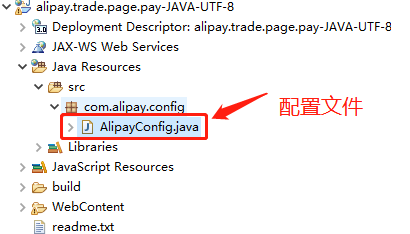 alipay.trade.page.pay-JAVA-UTF-8
Deployment Descriptor: alipay.trade.page.pay-JAVA-UTF-8
JAX-WS Web Services
Java Resources
src
com.alipay.config
AlipayConfig.java
配置文件
Libraries
JavaScript Resources
build
WebContent
readme.txt